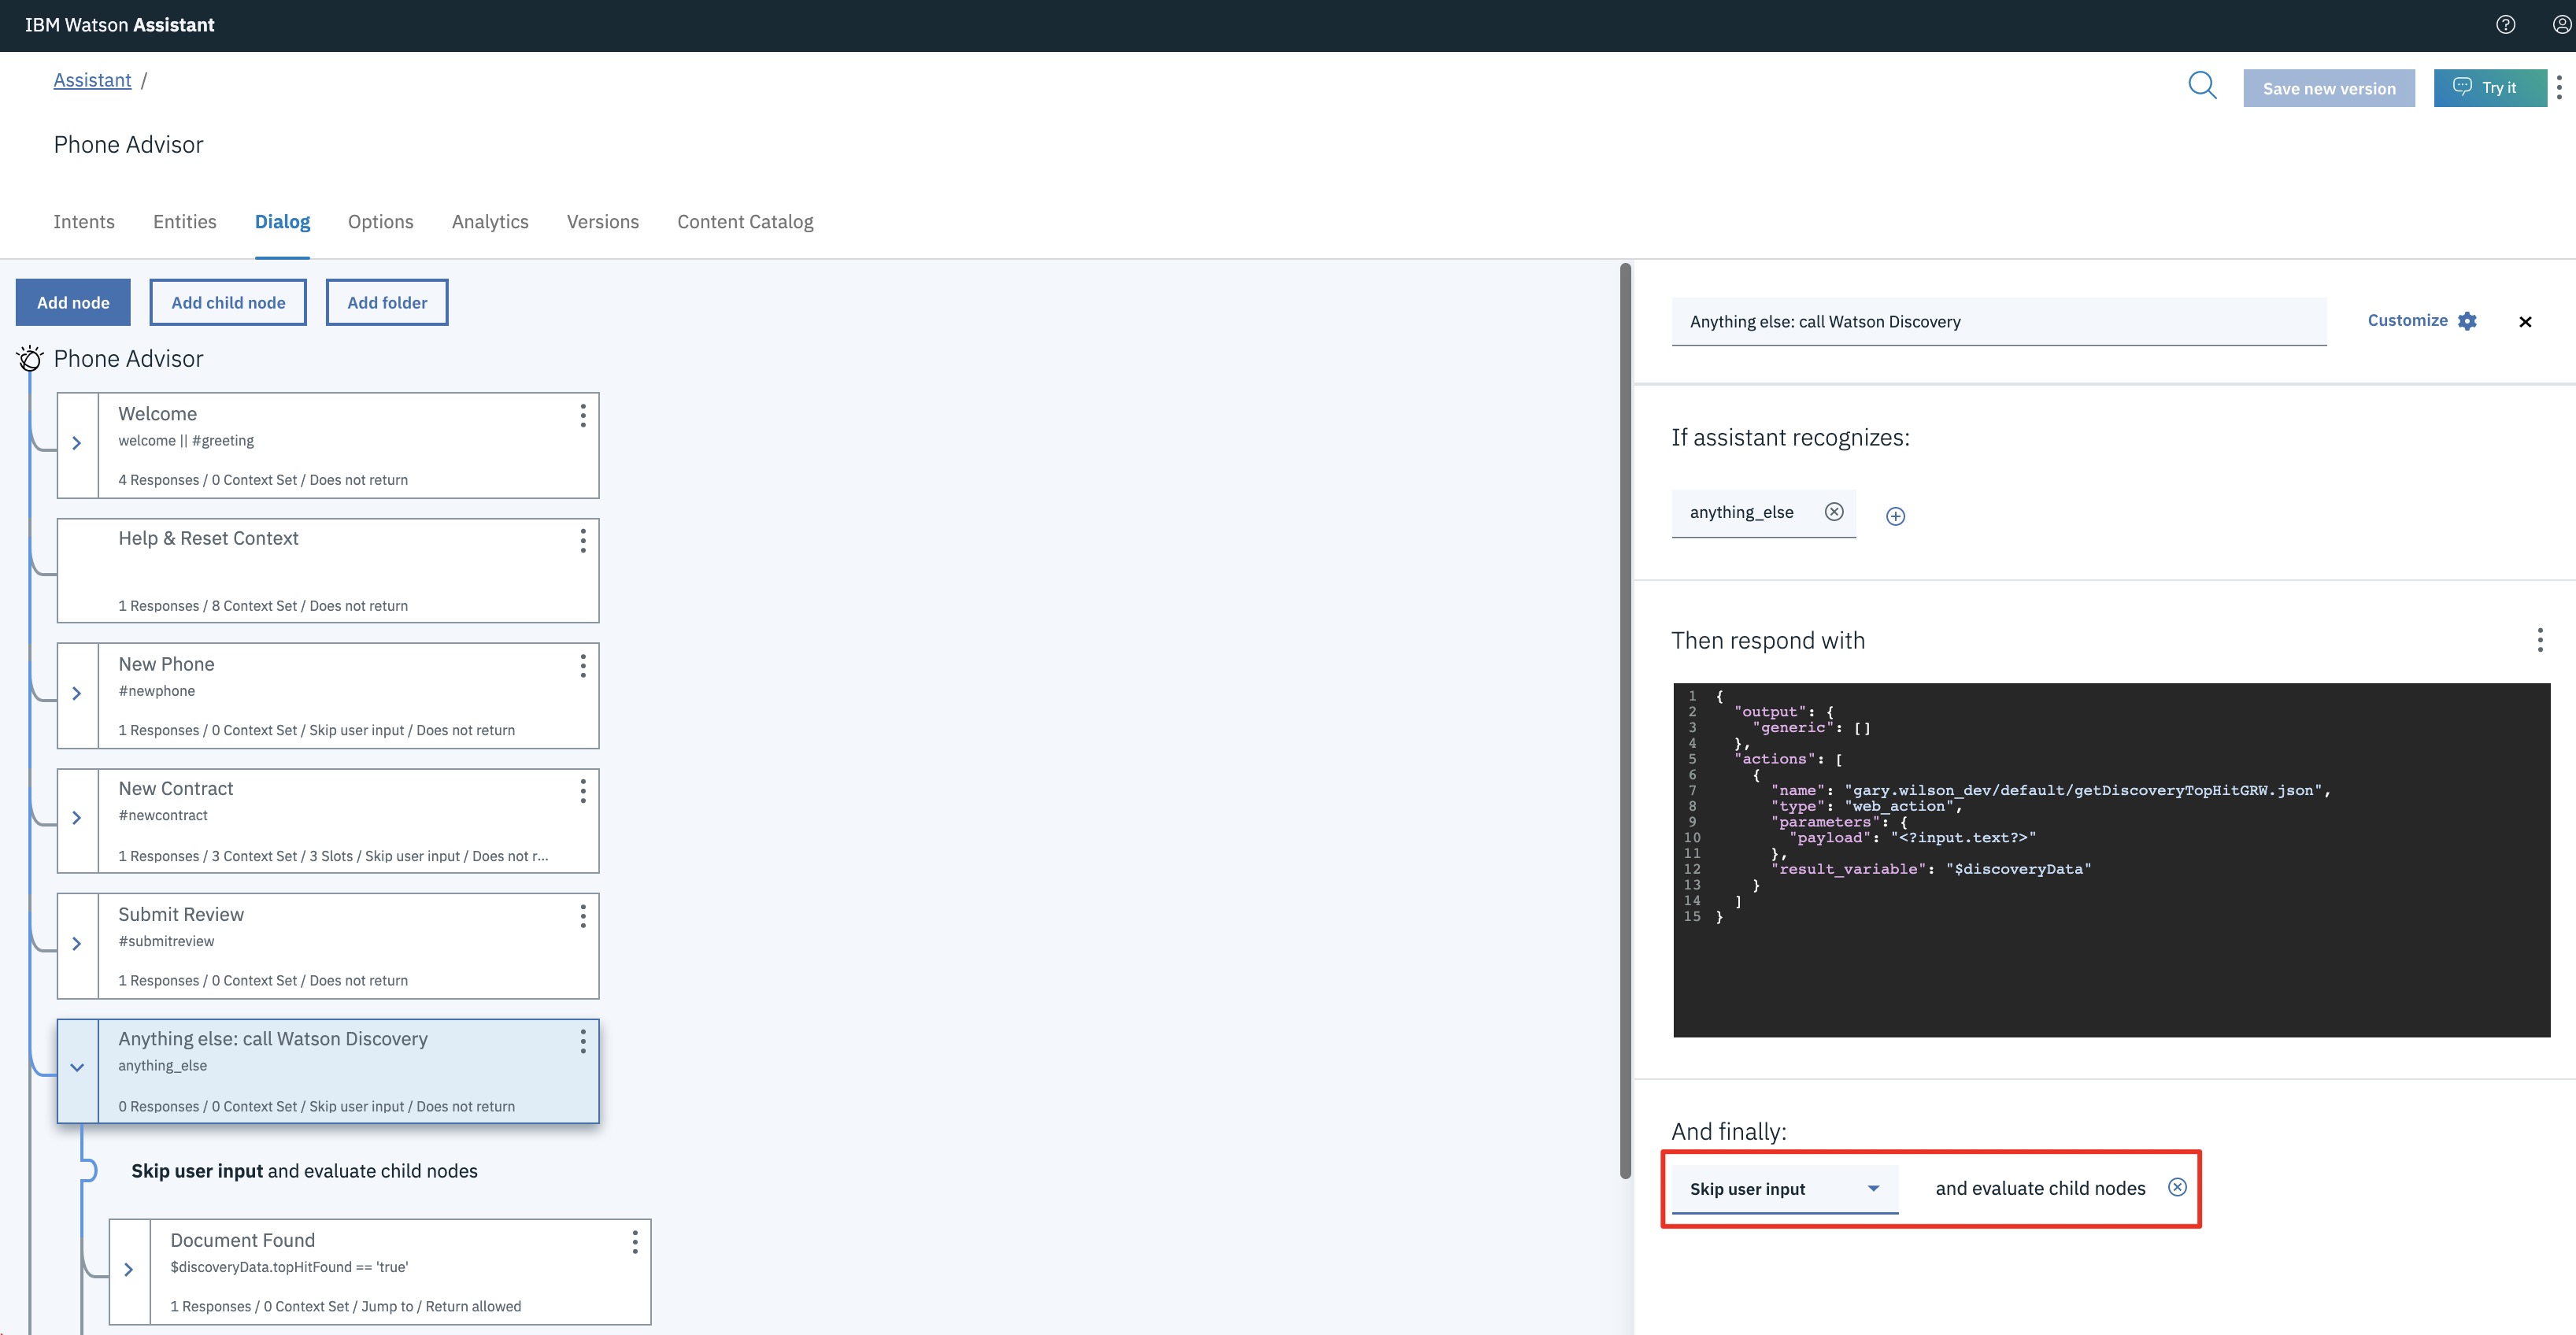 IBM Watson Assistant
Assistant /
Save new version
Try it
Phone Advisor
Intents Entities Dialog Options Analytics Versions Content Catalog
Add node Add child node Add folder
Phone Advisor
Welcome
welcome || #greeting
4 Responses / 0 Context Set / Does not return
Help & Reset Context
1 Responses / 8 Context Set / Does not return
New Phone
#newphone
1 Responses / 0 Context Set / Skip user input / Does not return
New Contract
#newcontract
1 Responses / 3 Context Set / 3 Slots / Skip user input / Does not r...
Submit Review
#submitreview
1 Responses / 0 Context Set / Does not return
Anything else: call Watson Discovery
anything_else
0 Responses / 0 Context Set / Skip user input / Does not return
Skip user input and evaluate child nodes
Document Found
$discoveryData.topHitFound == 'true'
1 Responses / 0 Context Set / Jump to / Return allowed
Anything else: call Watson Discovery
Customize
If assistant recognizes:
anything_else
Then respond with
1 {
2 "output": {
3 "generic": []
4 },
5 "actions": [
6 {
7 "name": "gary.wilson_dev/default/getDiscoveryTopHitGRW.json",
8 "type": "web_action",
9 "parameters": {
10 "payload": "<?input.text?>"
11 },
12 "result_variable": "$discoveryData"
13 }
14 ]
15 }
And finally:
Skip user input and evaluate child nodes